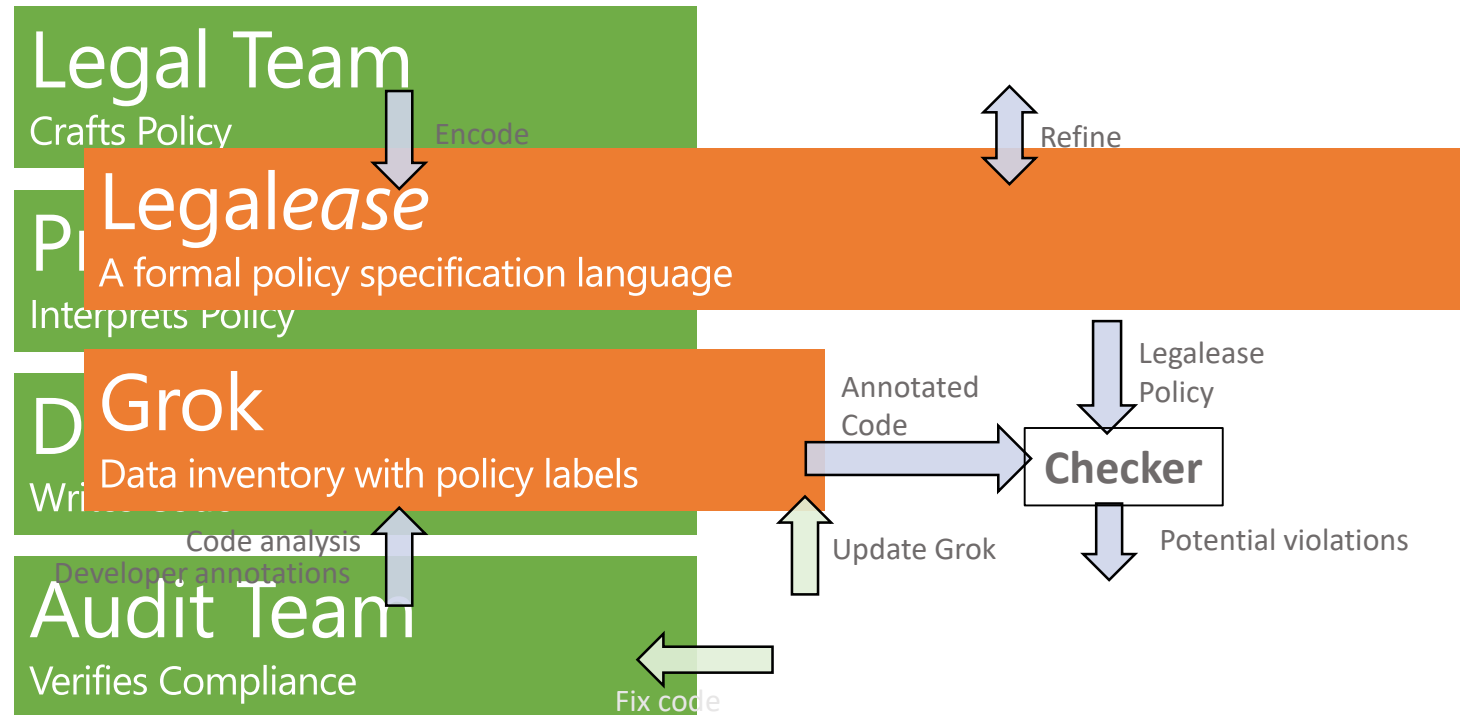 Legal Team
Crafts Policy
Encode
Refine
Legalease
A formal policy specification language
Interprets Policy
Legalease
Policy
Grok
Data inventory with policy labels
Annotated
Code
Checker
Code analysis
Developer annotations
Update Grok
Potential violations
Audit Team
Verifies Compliance
Fix code